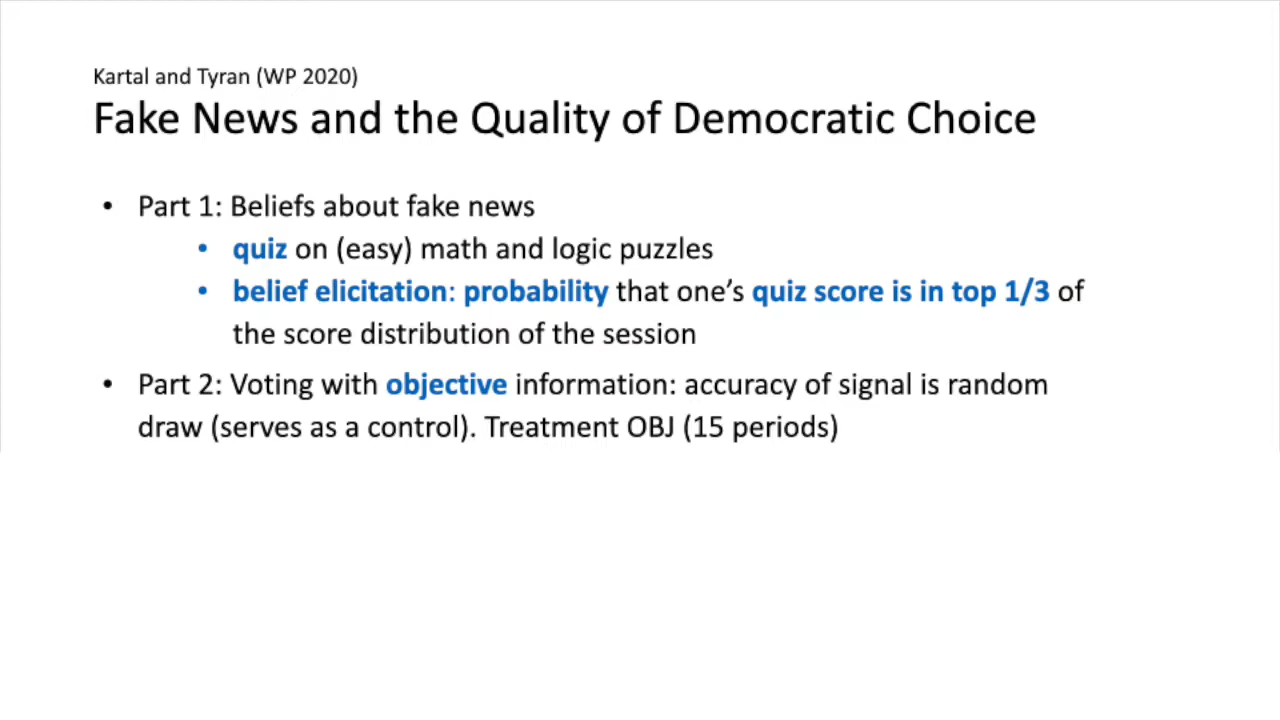 Kartal and Tyran (WP 2020)
Fake News and the Quality of Democratic Choice
• Part 1: Beliefs about fake news
• quiz on (easy) math and logic puzzles
• belief elicitation: probability that one’s quiz score is in top 1/3 of
the score distribution of the session
• Part 2: Voting with objective information: accuracy of signal is random
draw (serves as a control). Treatment OBJ (15 periods)